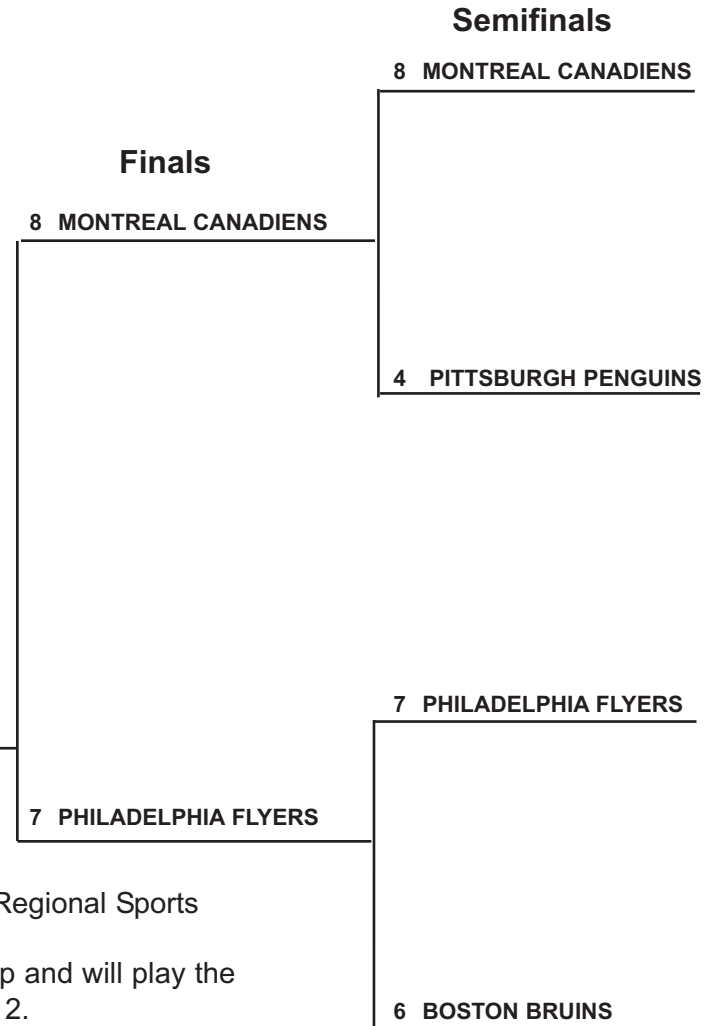 Semifinals
8 MONTREAL CANADIENS
Finals
8 MONTREAL CANADIENS
4 PITTSBURGH PENGUINS
7 PHILADELPHIA FLYERS
7 PHILADELPHIA FLYERS
Regional Sports
and will play the
2.
6 BOSTON BRUINS